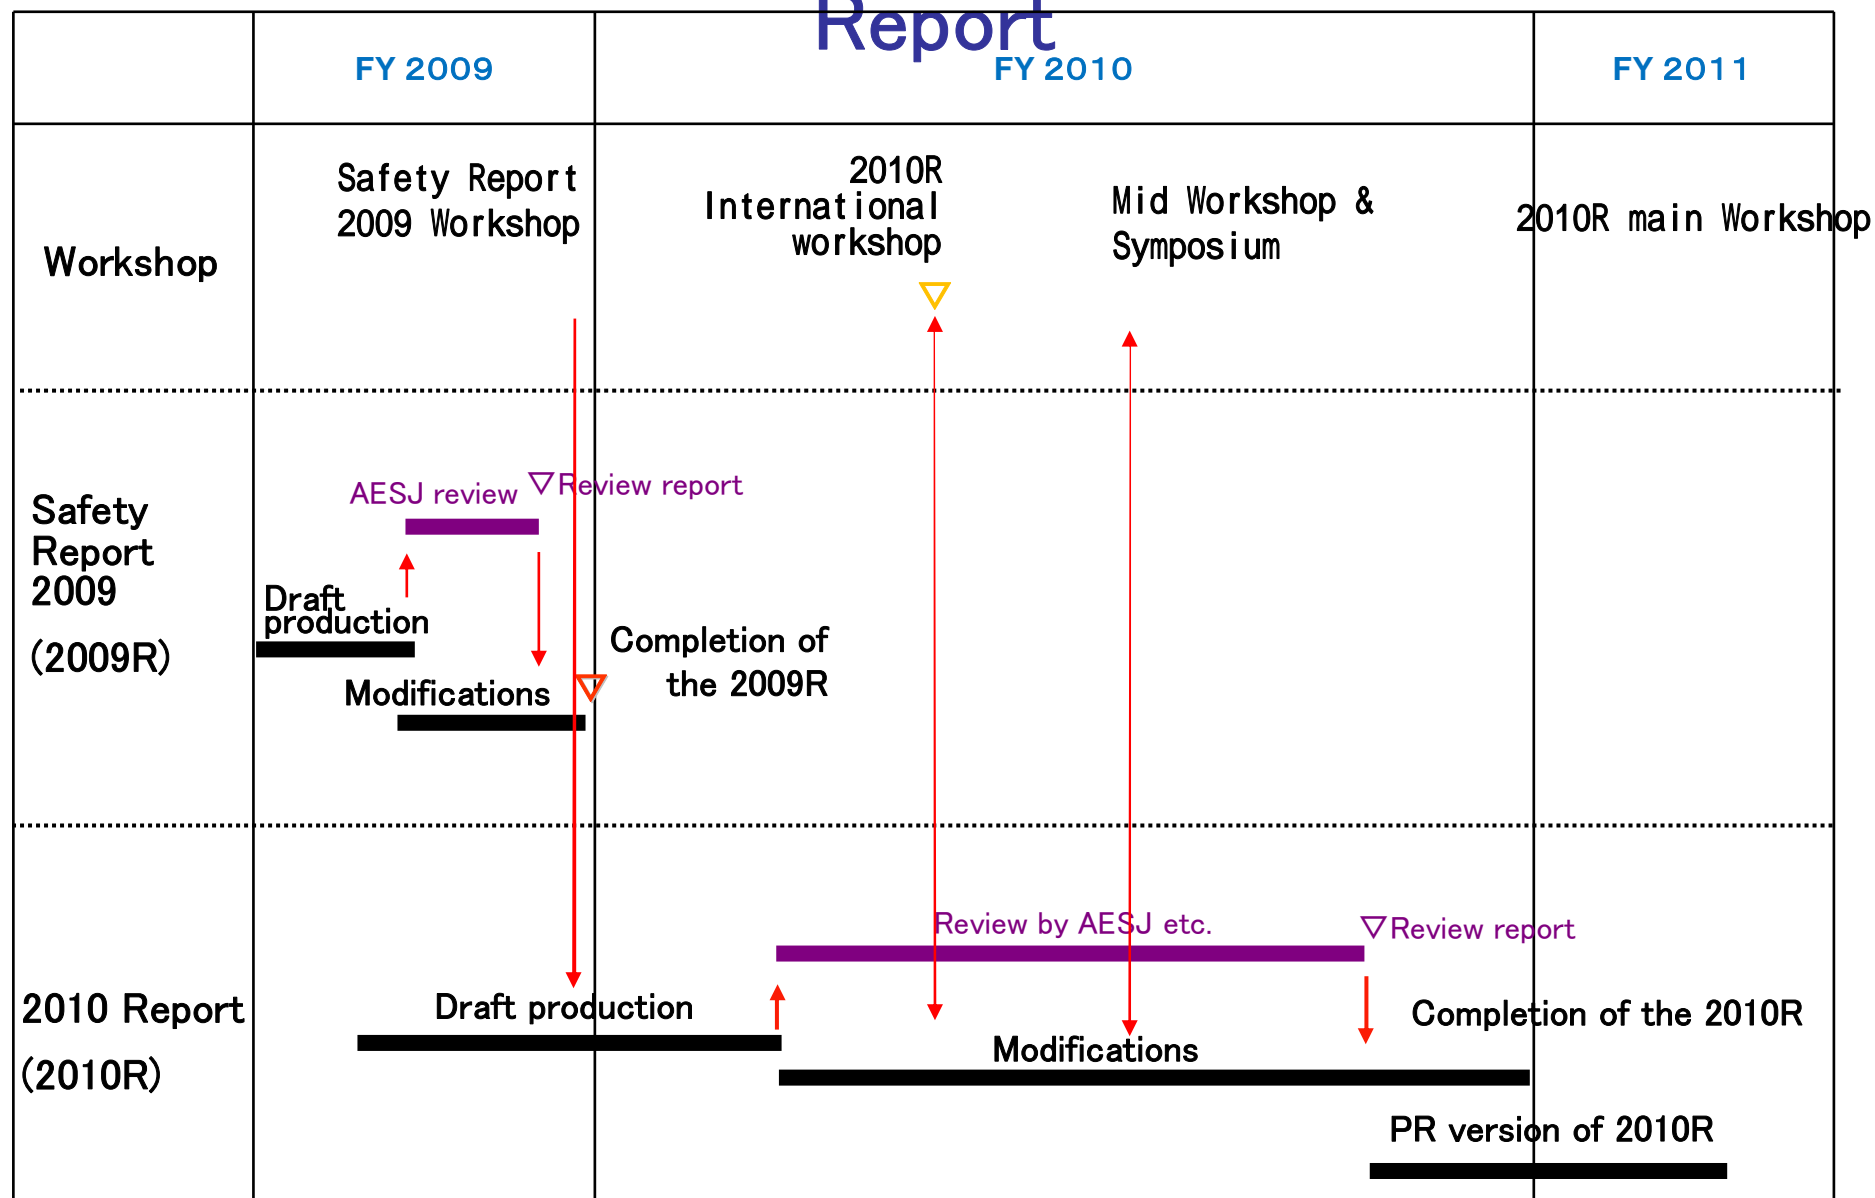 Report
FY 2009
FY 2010
FY 2011
Workshop
Safety Report
2009 Workshop
2010R
International
workshop
Mid Workshop &
Symposium
2010R main Workshop
Safety
Report
2009
(2009R)
AESJ review
▽Review report
Draft
production
Modifications
Completion of
the 2009R
2010 Report
(2010R)
Review by AESJ etc.
▽Review report
Draft production
Modifications
Completion of the 2010R
PR version of 2010R